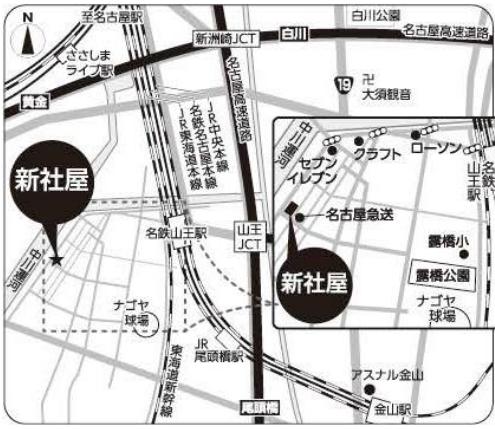 N
至名古屋駅
ささしま
ライブ駅
黄金
新洲崎JCT
白川
白川公園
名古屋高速道路
19
卍
大須観音
JR東海道本線
名鉄名古屋本線
JR中央本線
名古屋高速道路
新社屋
中川運河
名鉄山王駅
山王
JCT
ナゴヤ
球場
東海道新幹線
JR
尾頭橋駅
尾頭橋
アスナル金山
金山駅
中川運河
セブン
イレブン
クラフト
ローソン
名鉄
山王駅
名古屋急送
新社屋
露橋小
露橋公園
ナゴヤ
球場